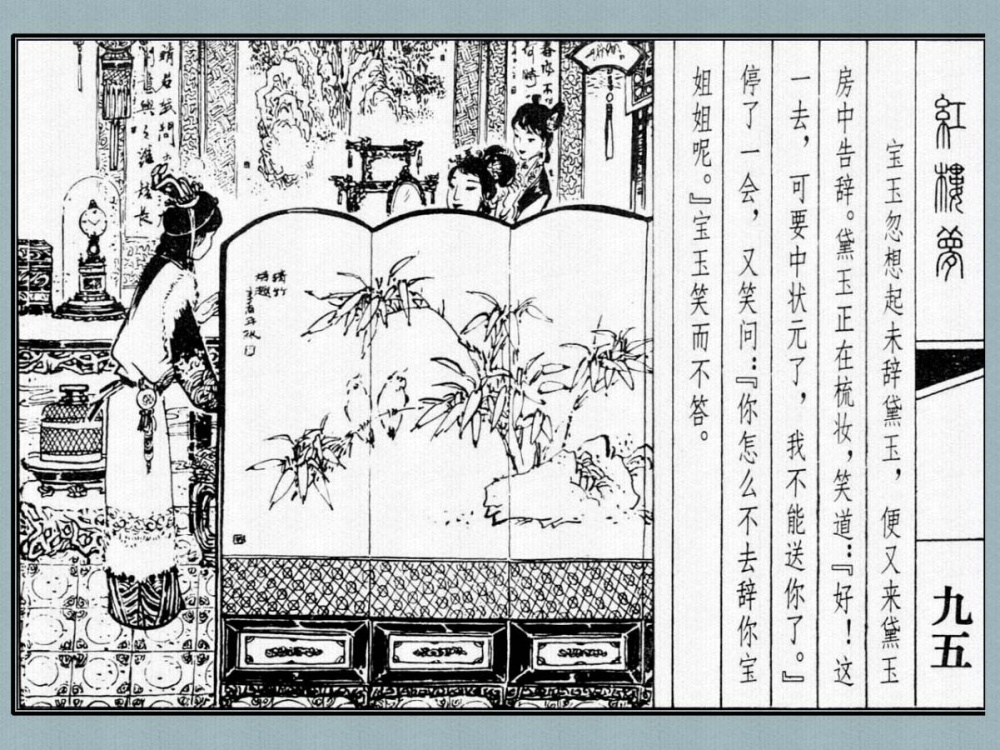 紅樓夢
九五
宝玉忽想起未辞黛玉，便又来黛玉
房中告辞。黛玉正在梳妆，笑道：『好！这
一去，可要中状元了，我不能送你了。』
停了一会，又笑问：『你怎么不去辞你宝
姐姐呢。』宝玉笑而不答。